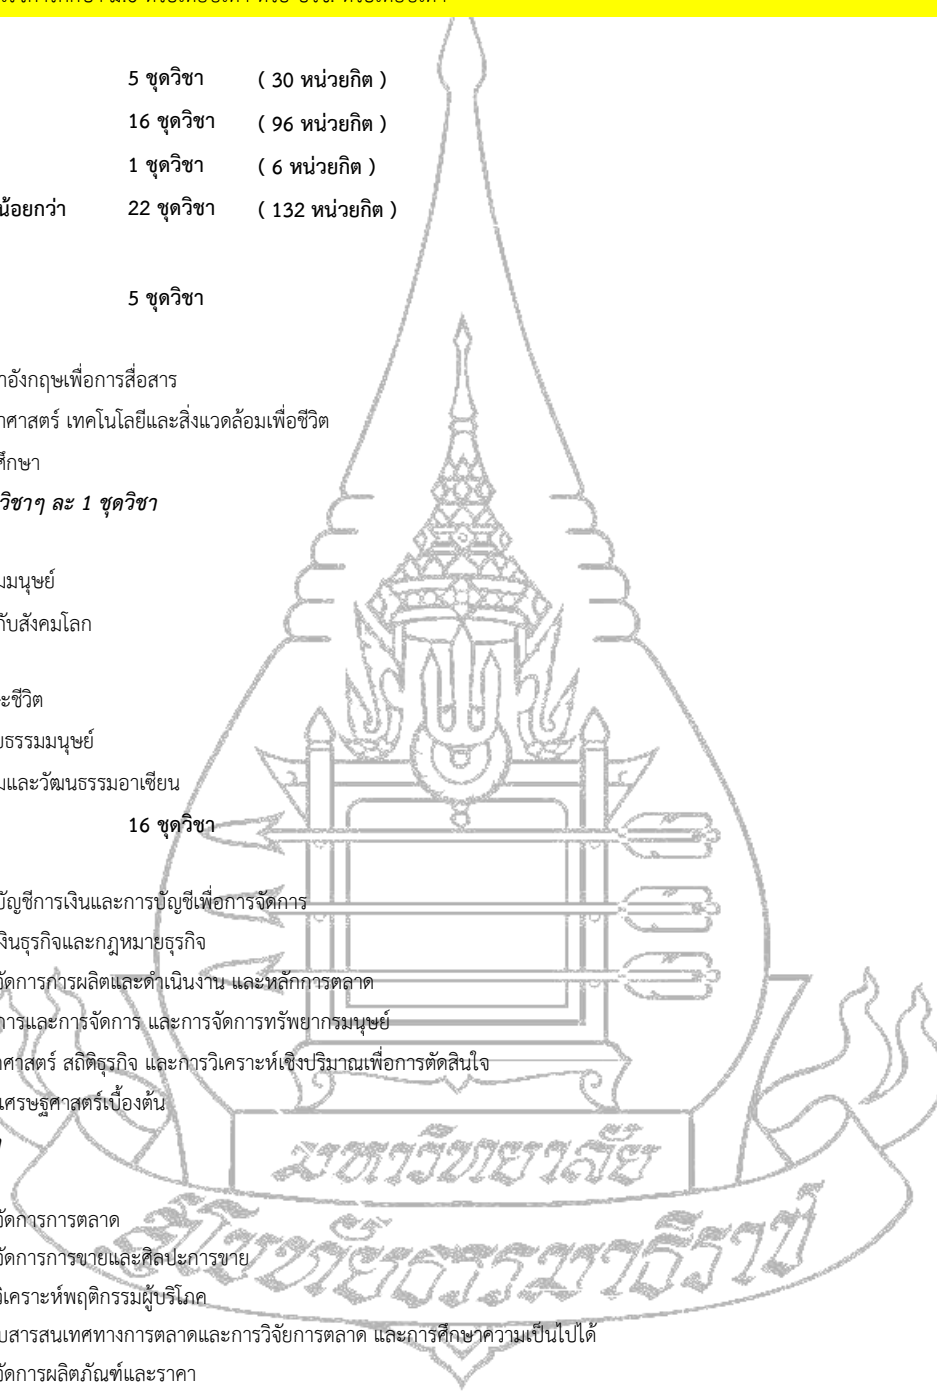 5 ชุดวิชา ( 30 หน่วยกิต )
16 ชุดวิชา ( 96 หน่วยกิต )
1 ชุดวิชา ( 6 หน่วยกิต )
น้อยกว่า 22 ชุดวิชา ( 132 หน่วยกิต )
5 ชุดวิชา
าอังกฤษเพื่อการสื่อสาร
าศาสตร์ เทคโนโลยีและสิ่งแวดล้อมเพื่อชีวิต
ศึกษา
วิชาๆ ละ 1 ชุดวิชา
มมนุษย์
กับสังคมโลก
ะชีวิต
ยธรรมมนุษย์
มและวัฒนธรรมอาเซียน
16 ชุดวิชา
บัญชีการเงินและการบัญชีเพื่อการจัดการ
งินธุรกิจและกฎหมายธุรกิจ
จัดการการผลิตและดำเนินงาน และหลักการตลาด
การและการจัดการ และการจัดการทรัพยากรมนุษย์
าศาสตร์ สถิติธุรกิจ และการวิเคราะห์เชิงปริมาณเพื่อการตัดสินใจ
เศรษฐศาสตร์เบื้องต้น
มหาวิทยาลัย
สุโขทัยธรรมาธิราช
จัดการการตลาด
จัดการการขายและศิลปะการขาย
วิเคราะห์พฤติกรรมผู้บริโภค
บสารสนเทศทางการตลาดและการวิจัยการตลาด และการศึกษาความเป็นไปได้
จัดการผลิตภัณฑ์และราคา